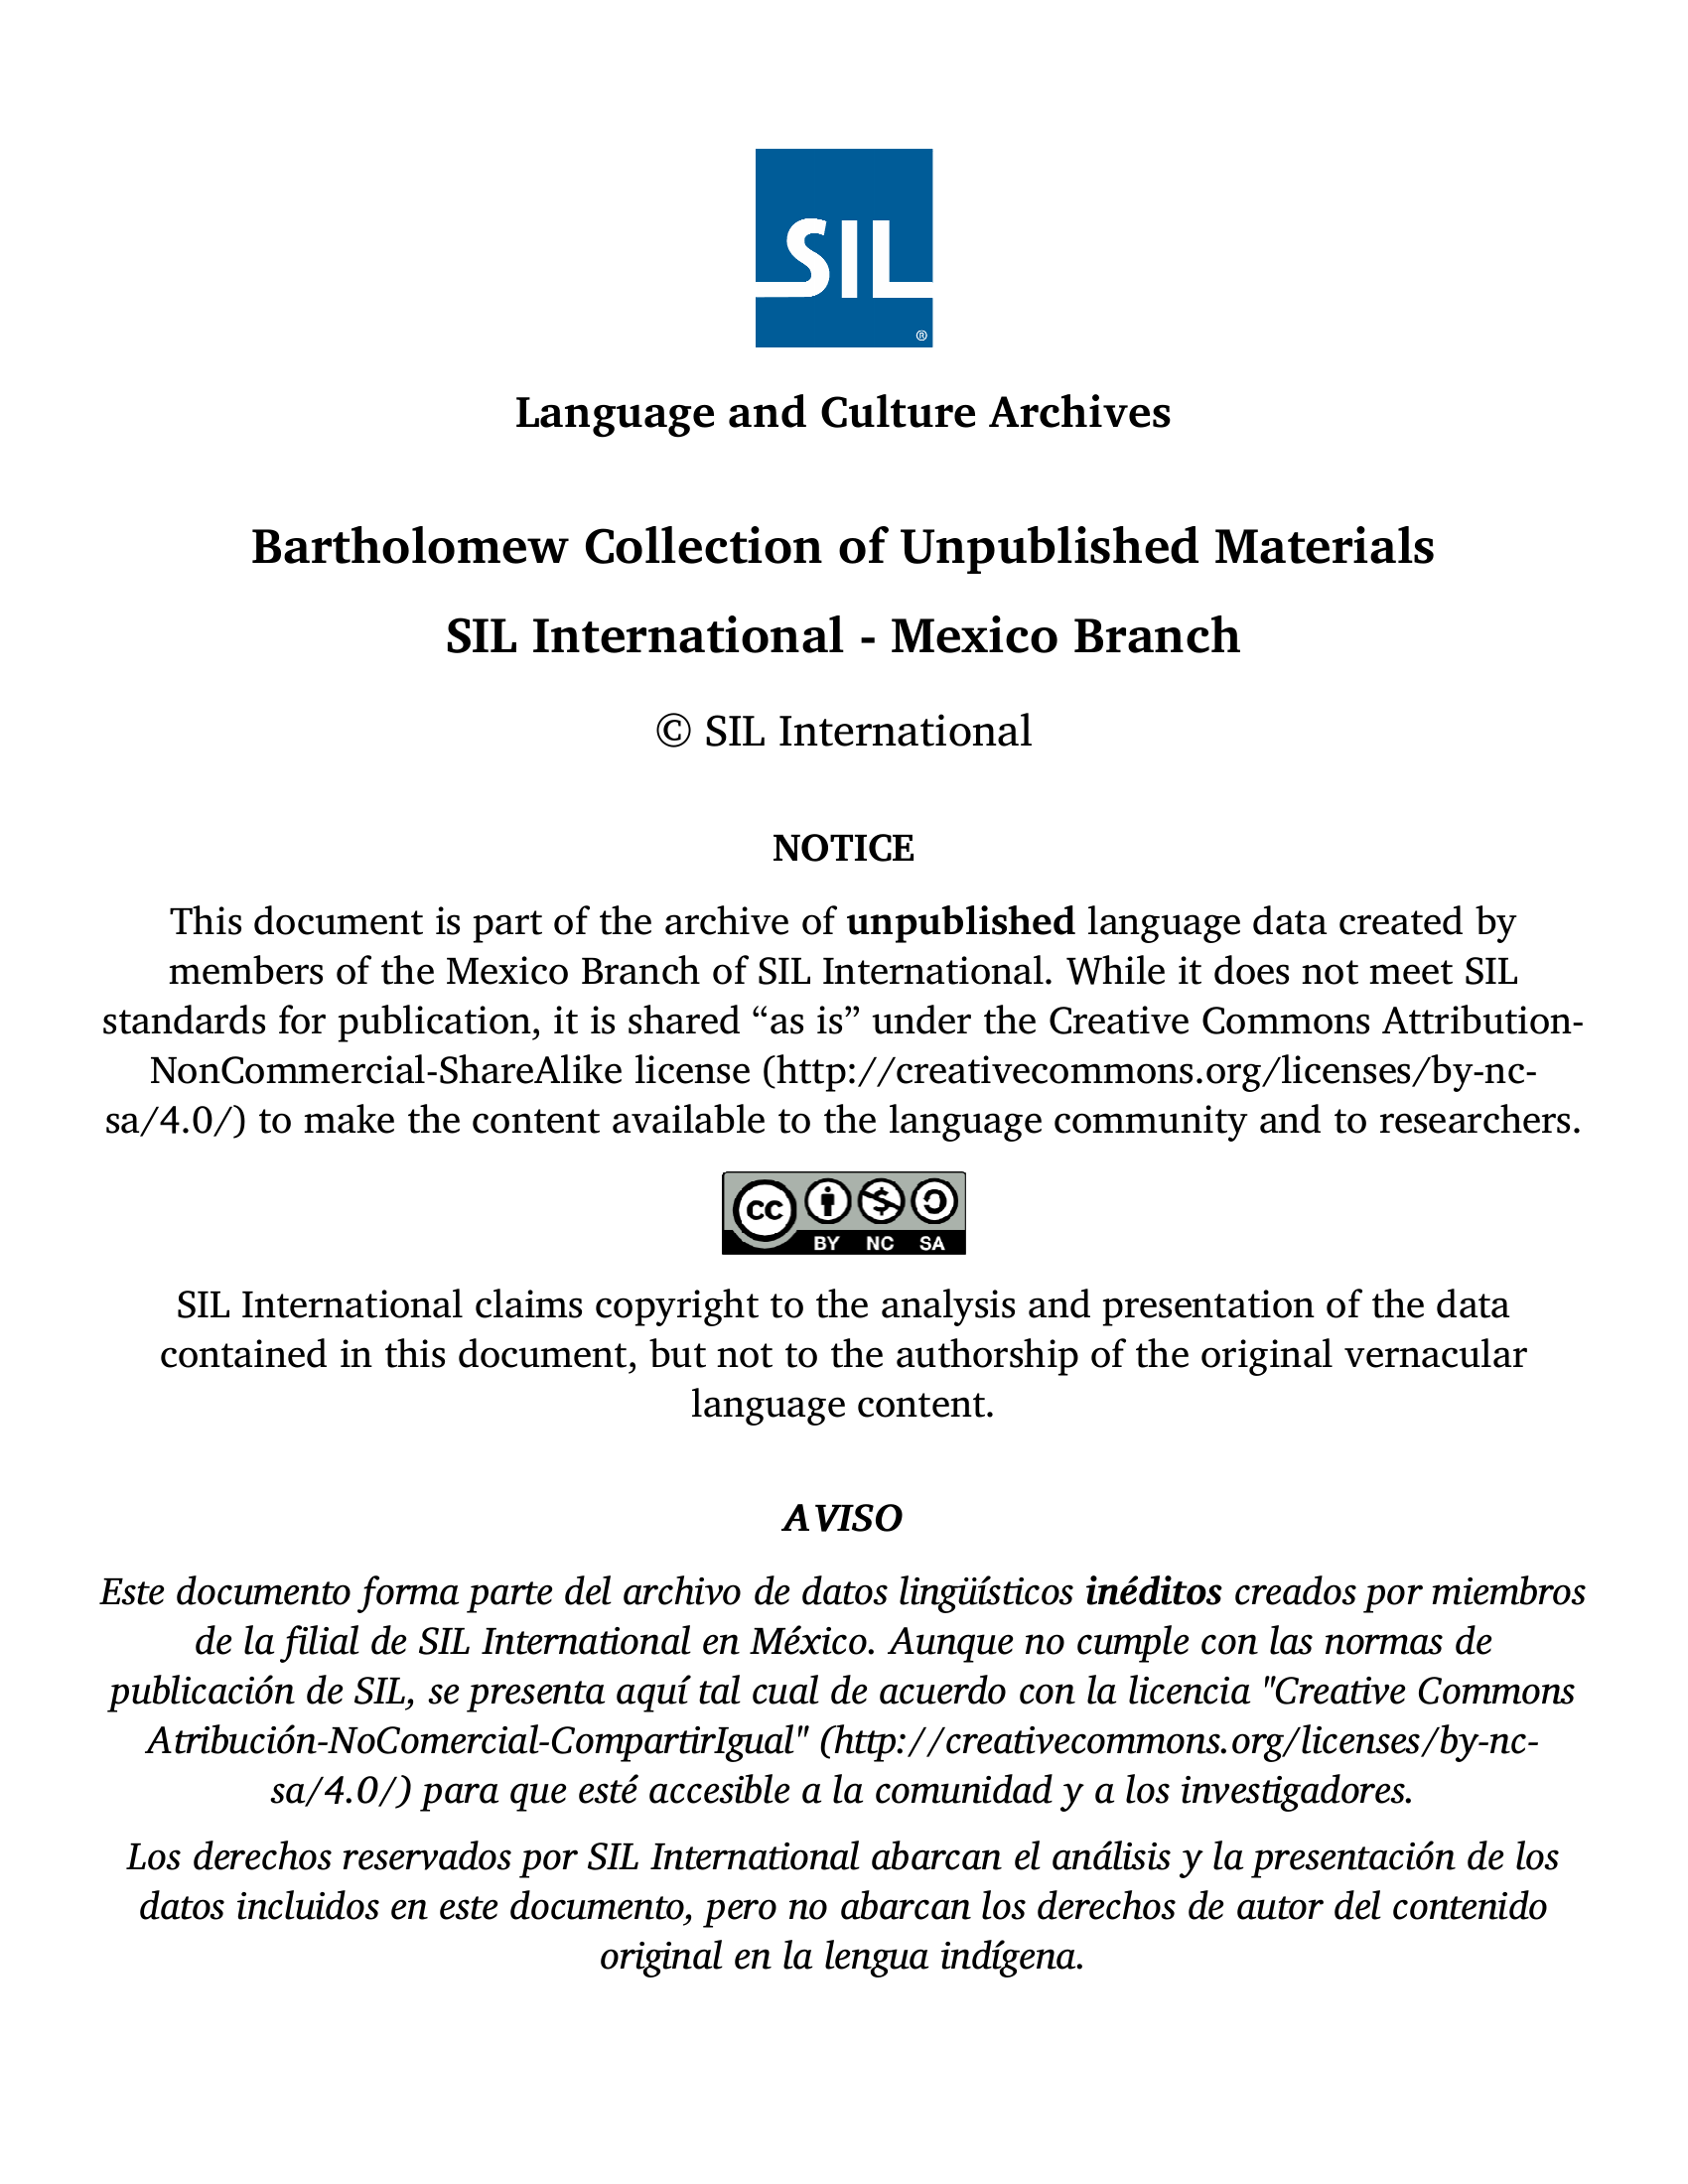 SIL
®
Language and Culture Archives
Bartholomew Collection of Unpublished Materials
SIL International - Mexico Branch
© SIL International
NOTICE
This document is part of the archive of unpublished language data created by
members of the Mexico Branch of SIL International. While it does not meet SIL
standards for publication, it is shared “as is” under the Creative Commons Attribution-
NonCommercial-ShareAlike license (http://creativecommons.org/licenses/by-nc-
sa/4.0/) to make the content available to the language community and to researchers.
cc
BY NC SA
SIL International claims copyright to the analysis and presentation of the data
contained in this document, but not to the authorship of the original vernacular
language content.
AVISO
Este documento forma parte del archivo de datos lingüísticos inéditos creados por miembros
de la filial de SIL International en México. Aunque no cumple con las normas de
publicación de SIL, se presenta aquí tal cual de acuerdo con la licencia "Creative Commons
Atribución-NoComercial-CompartirIgual" (http://creativecommons.org/licenses/by-nc-
sa/4.0/) para que esté accesible a la comunidad y a los investigadores.
Los derechos reservados por SIL International abarcan el análisis y la presentación de los
datos incluidos en este documento, pero no abarcan los derechos de autor del contenido
original en la lengua indígena.